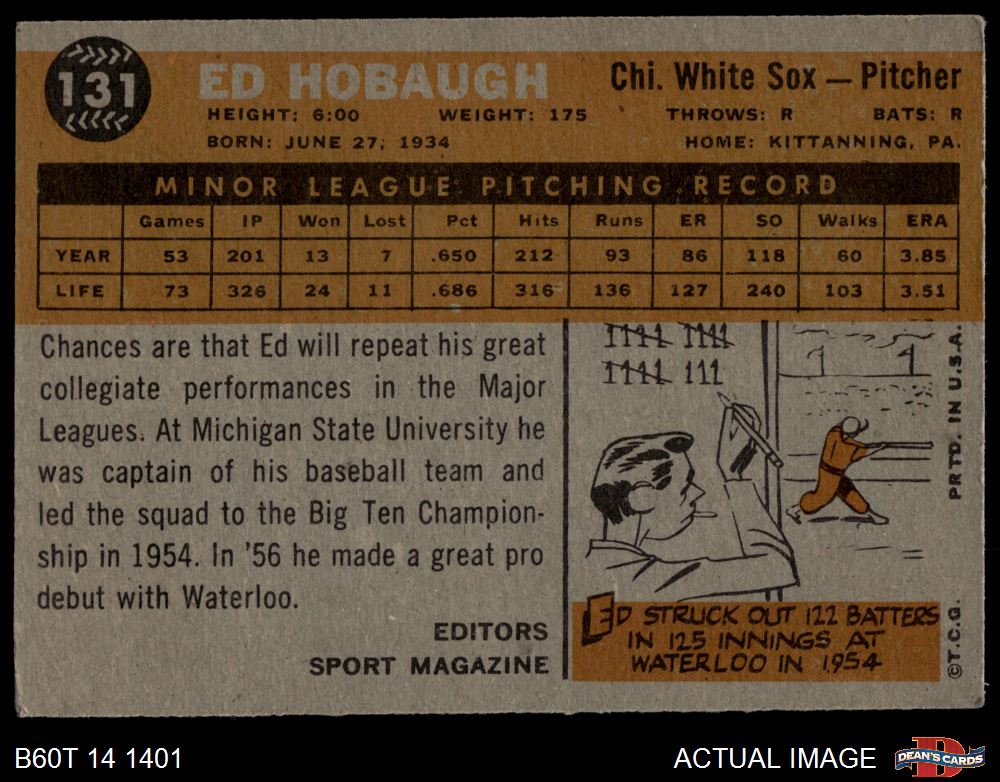 131
ED HOBAUGH
Chi. White Sox — Pitcher
HEIGHT: 6:00 WEIGHT: 175 THROWS: R BATS: R
BORN: JUNE 27, 1934 HOME: KITTANNING, PA.
MINOR LEAGUE PITCHING RECORD
Games IP Won Lost Pct Hits Runs ER SO Walks ERA
YEAR 53 201 13 7 .650 212 93 86 118 60 3.85
LIFE 73 326 24 11 .686 316 136 127 240 103 3.51
Chances are that Ed will repeat his great
collegiate performances in the Major
Leagues. At Michigan State University he
was captain of his baseball team and
led the squad to the Big Ten Champion-
ship in 1954. In '56 he made a great pro
debut with Waterloo.
EDITORS
SPORT MAGAZINE
ED STRUCK OUT 122 BATTERS
IN 125 INNINGS AT
WATERLOO IN 1954
PRTD. IN U.S.A.
©T.C.G.
B60T 14 1401
ACTUAL IMAGE
D
DEAN'S CARDS